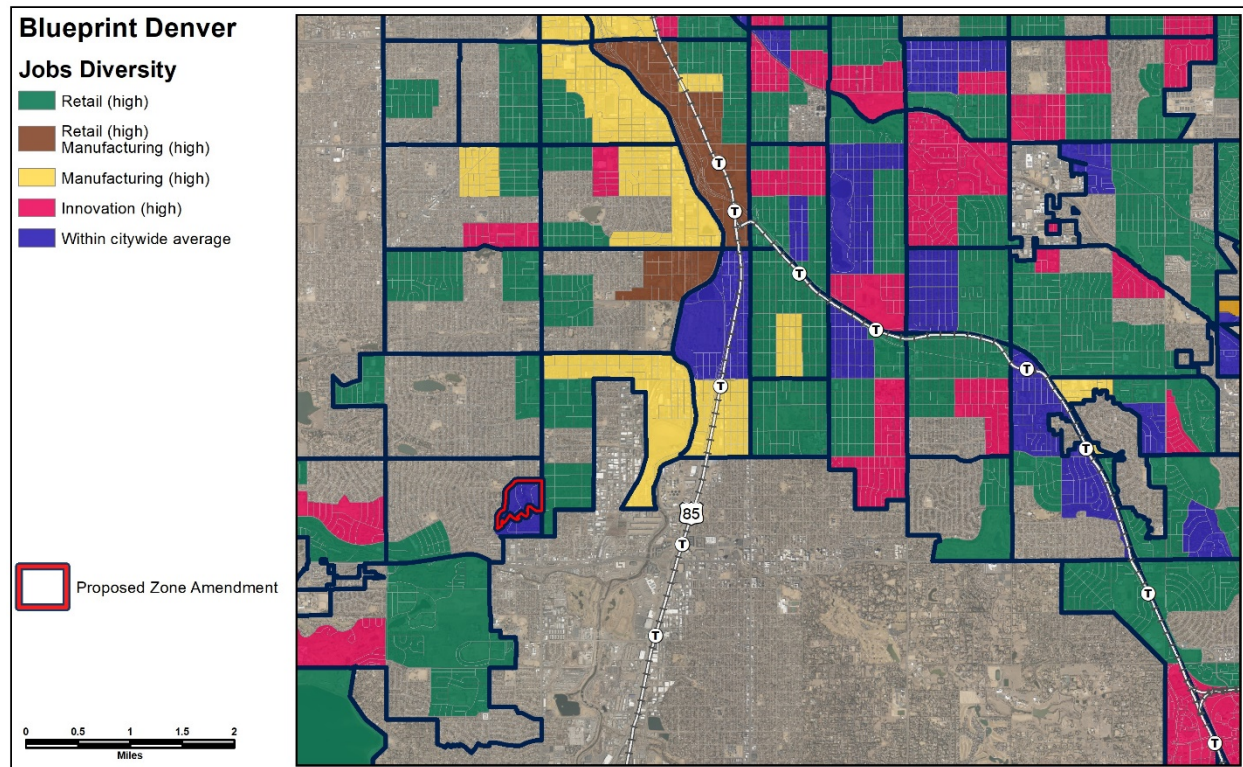 Blueprint Denver
Jobs Diversity
Retail (high)
Retail (high)
Manufacturing (high)
Manufacturing (high)
Innovation (high)
Within citywide average
Proposed Zone Amendment
0 0.5 1 1.5 2
Miles
T
T
T
T
T
T
T
85
T
T
T
T